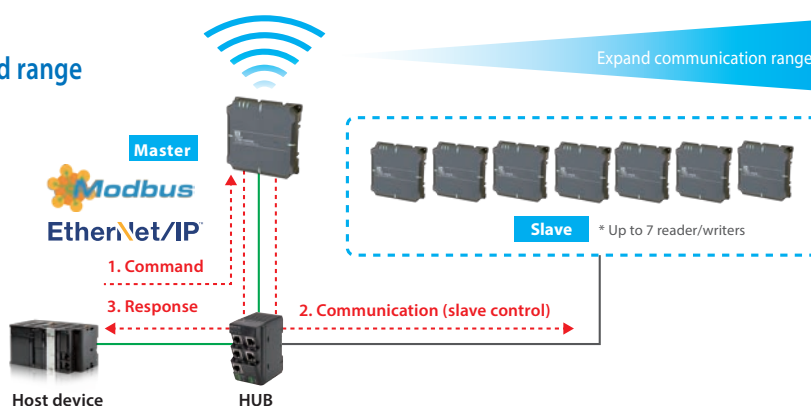 d range
Expand communication range
Master
Modbus
EtherNet/IP
Slave
* Up to 7 reader/writers
1. Command
3. Response
2. Communication (slave control)
Host device
HUB